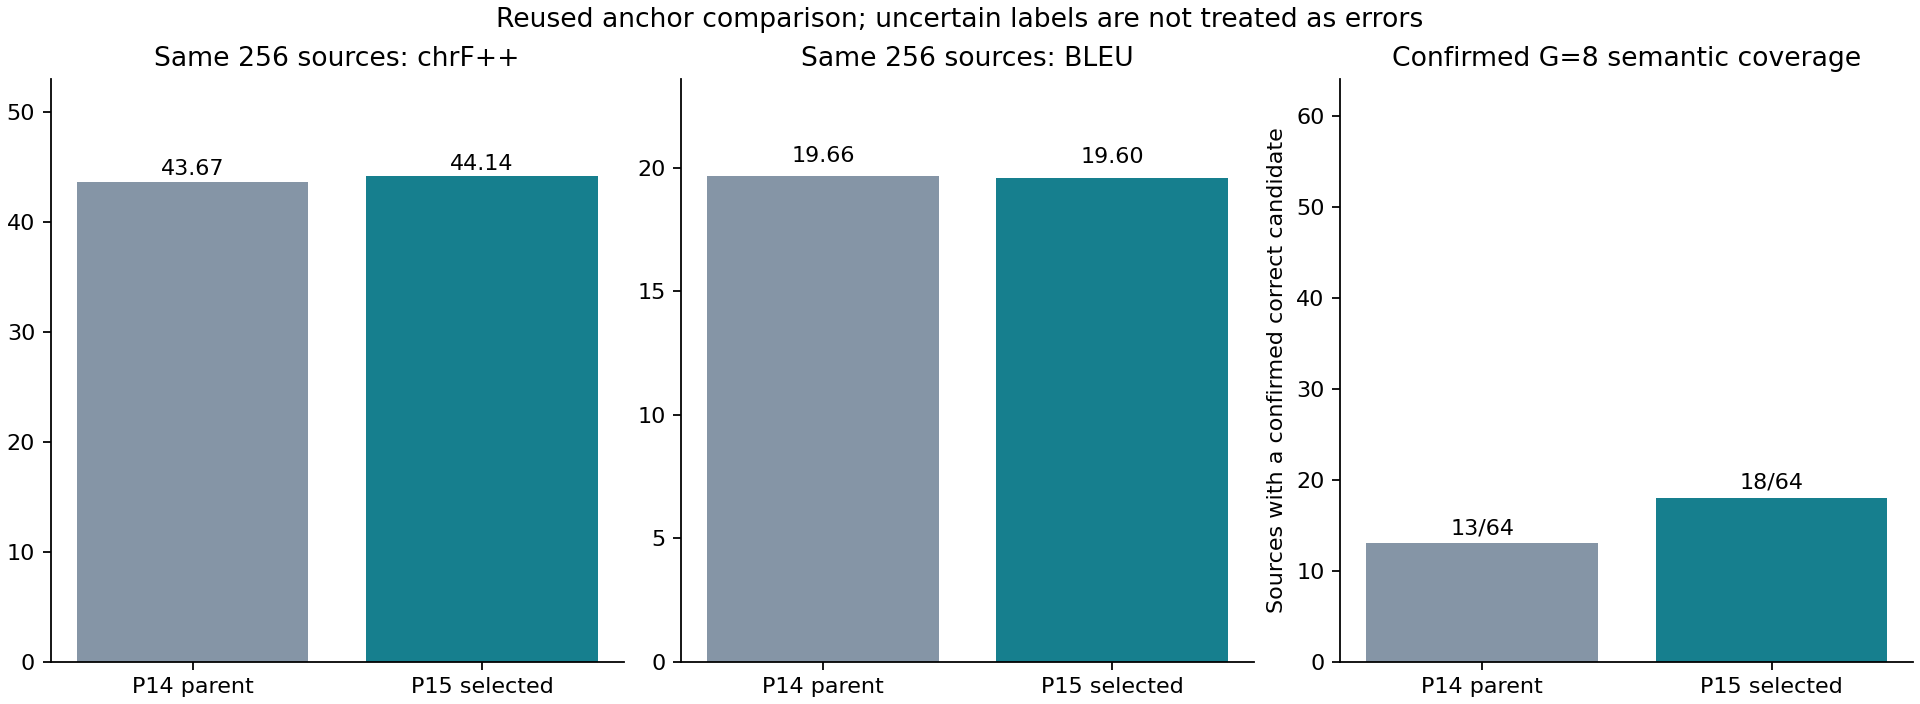 Reused anchor comparison; uncertain labels are not treated as errors
Same 256 sources: chrF++
50
40
30
20
10
0
43.67
44.14
P14 parent
P15 selected
Same 256 sources: BLEU
20
15
10
5
0
19.66
19.60
P14 parent
P15 selected
Confirmed G=8 semantic coverage
Sources with a confirmed correct candidate
60
50
40
30
20
10
0
13/64
18/64
P14 parent
P15 selected